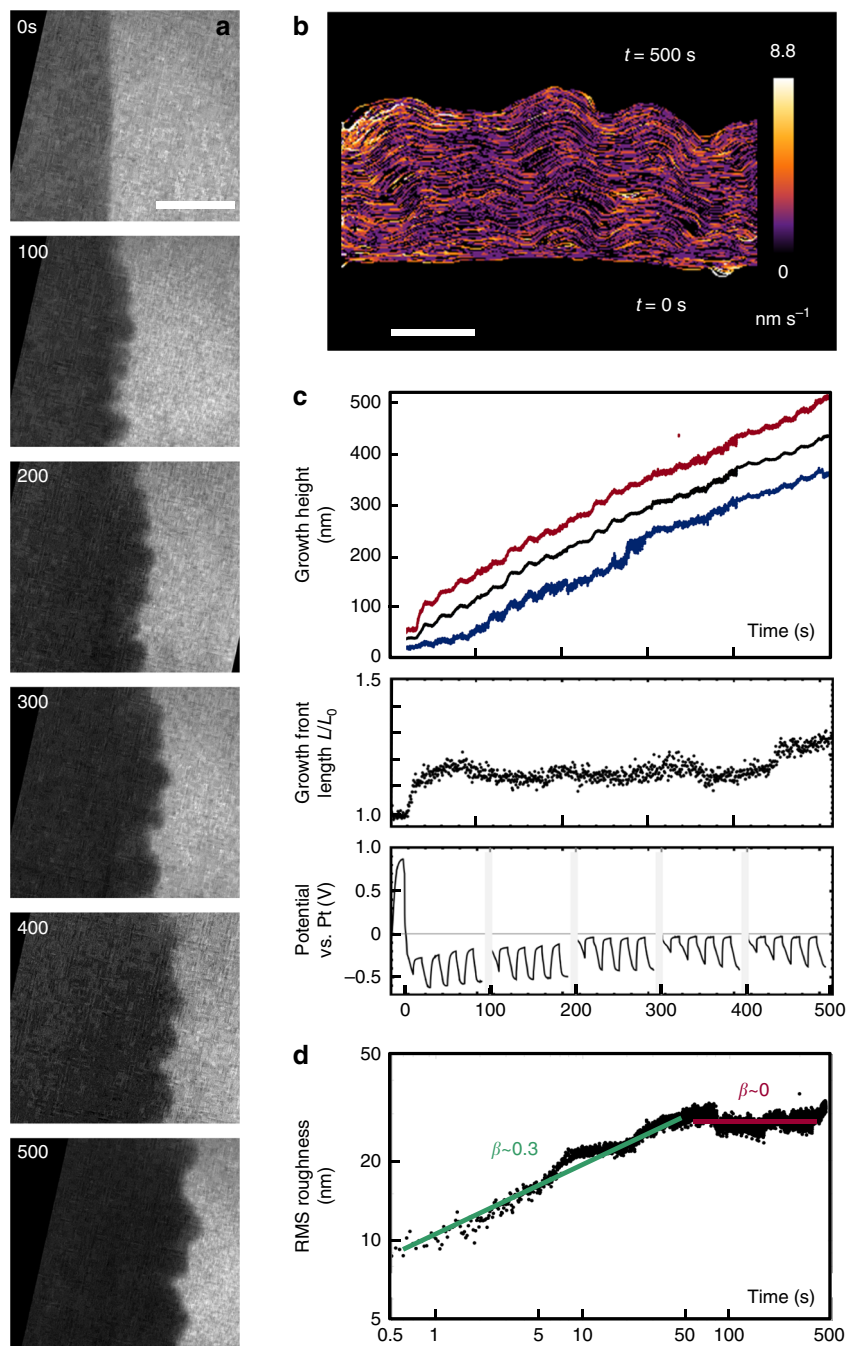 a
0s
100
200
300
400
500
b
t = 500 s
8.8
0
t = 0 s
nm s⁻¹
c
500
400
300
200
100
0
Growth height
(nm)
Time (s)
1.5
1.0
Growth front
length L/L₀
1.0
0.5
0
−0.5
Potential
vs. Pt (V)
0 100 200 300 400 500
d
50
20
10
5
RMS roughness
(nm)
β~0.3
β~0
Time (s)
0.5 1 5 10 50 100 500